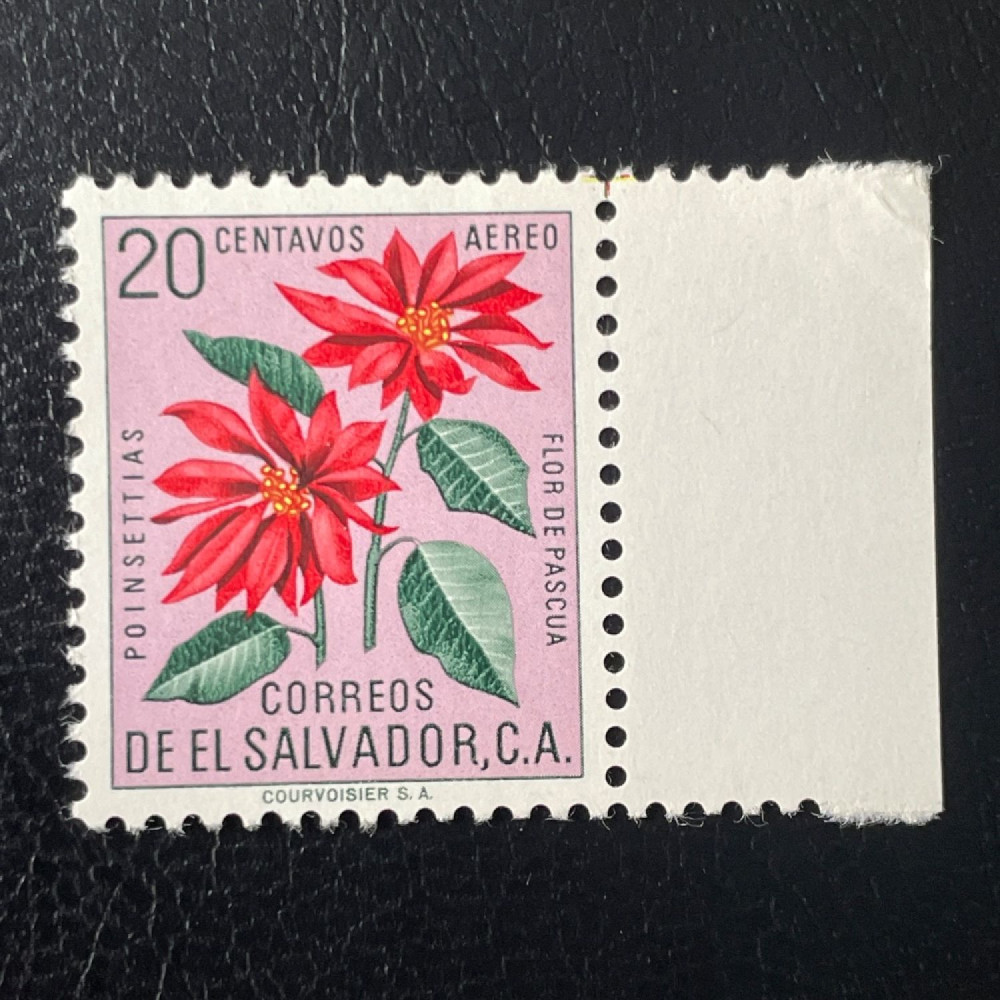 20 CENTAVOS AEREO
POINSETTIAS
FLOR DE PASCUA
CORREOS
DE EL SALVADOR, C.A.
COURVOISIER S. A.